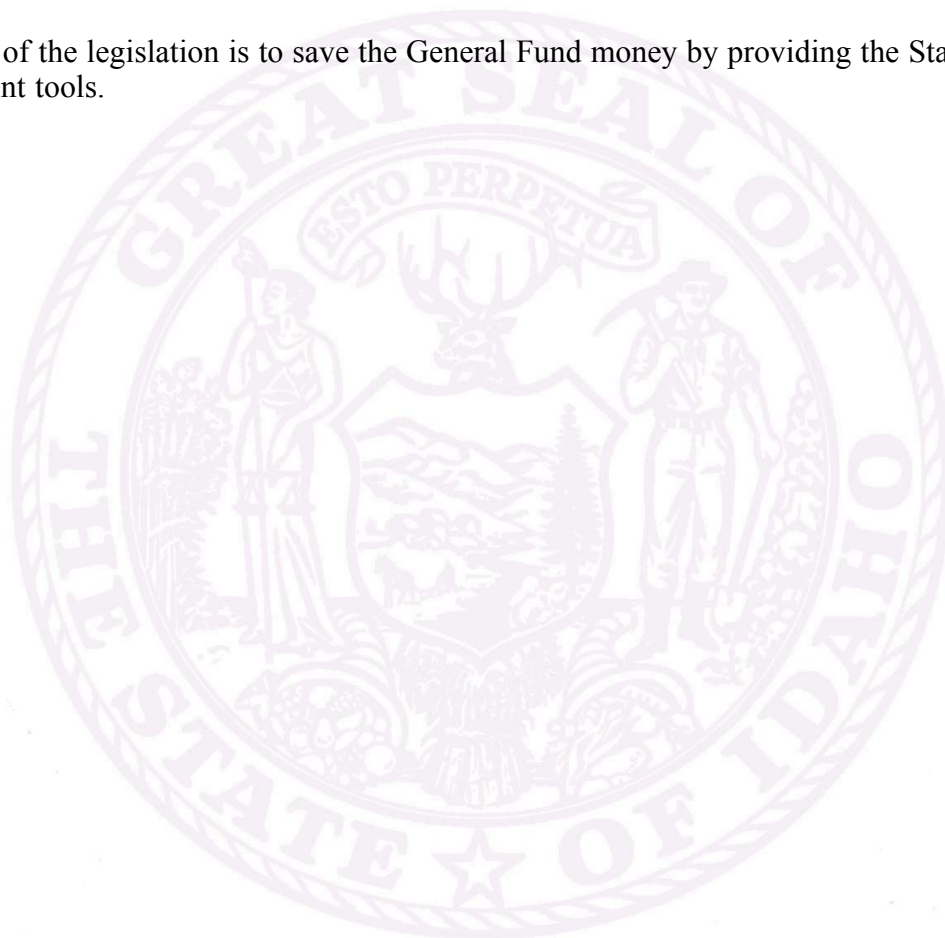 of the legislation is to save the General Fund money by providing the Sta
nt tools.
GREAT SEAL OF
ESTO PERPETUA
THE
IDAHO
STATE OF